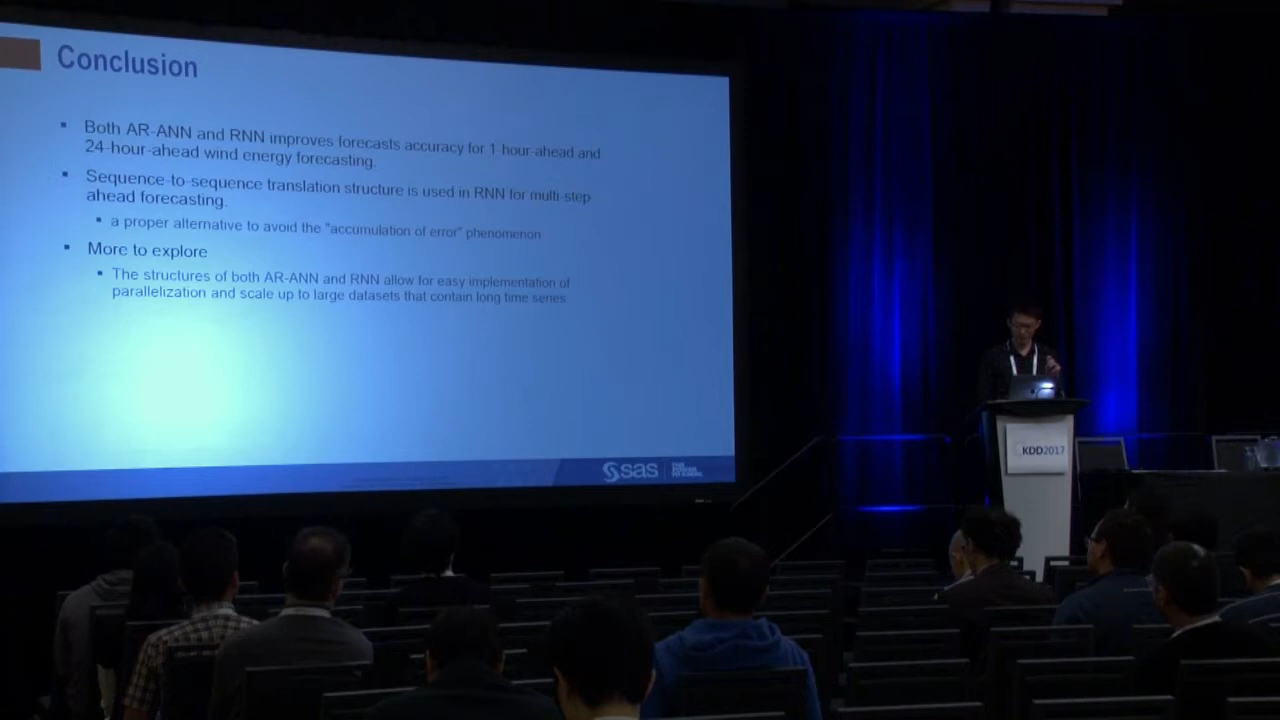 Conclusion
Both AR-ANN and RNN improves forecasts accuracy for 1-hour-ahead and
24-hour-ahead wind energy forecasting.
Sequence-to-sequence translation structure is used in RNN for multi-step
ahead forecasting.
a proper alternative to avoid the "accumulation of error" phenomenon
More to explore
The structures of both AR-ANN and RNN allow for easy implementation of
parallelization and scale up to large datasets that contain long time series
sas
KDD2017